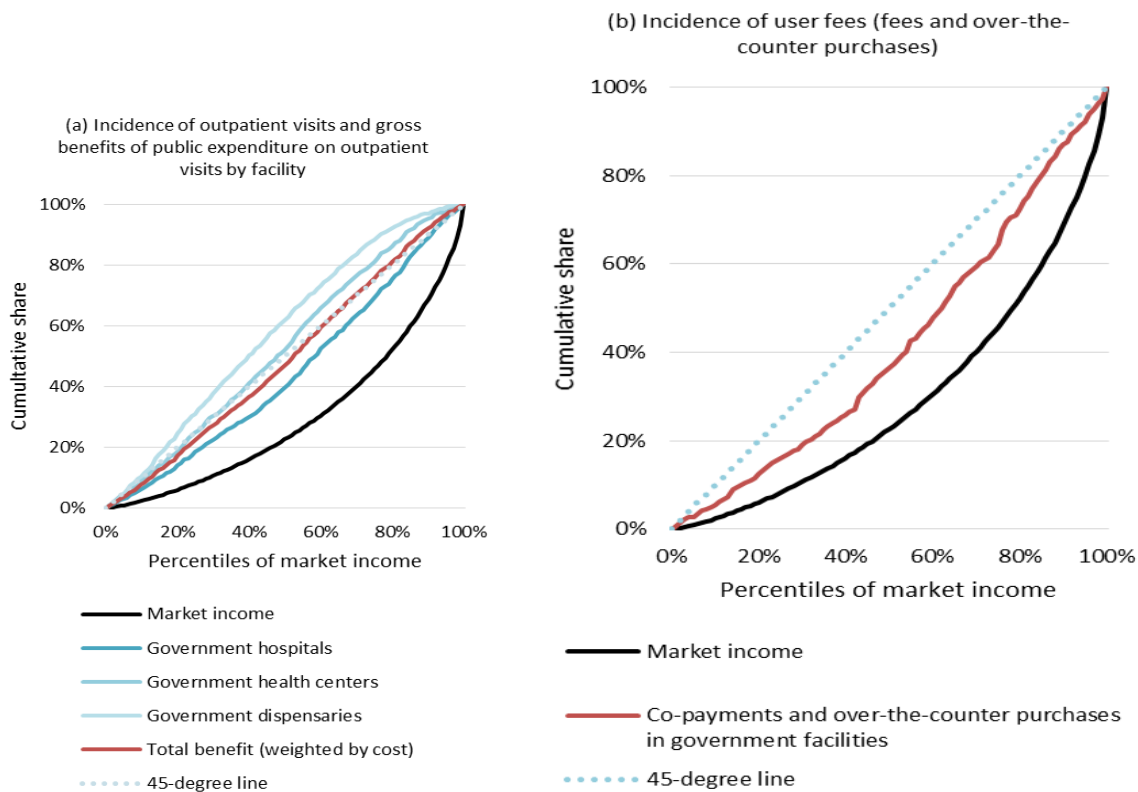 (a) Incidence of outpatient visits and gross
benefits of public expenditure on outpatient
visits by facility
100%
80%
60%
40%
20%
0%
Cumultative share
0% 20% 40% 60% 80% 100%
Percentiles of market income
Market income
Government hospitals
Government health centers
Government dispensaries
Total benefit (weighted by cost)
45-degree line
(b) Incidence of user fees (fees and over-the-
counter purchases)
100%
80%
60%
40%
20%
0%
Cumulative share
0% 20% 40% 60% 80% 100%
Percentiles of market income
Market income
Co-payments and over-the-counter purchases
in government facilities
45-degree line